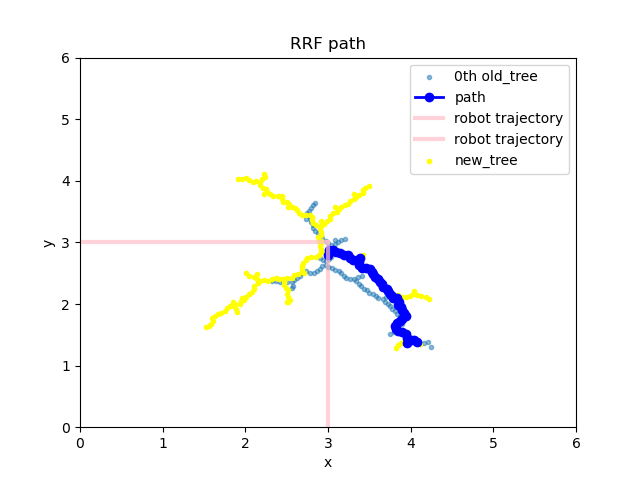 RRF path
6
5
4
3
2
1
0
y
0 1 2 3 4 5 6
x
0th old_tree
path
robot trajectory
robot trajectory
new_tree